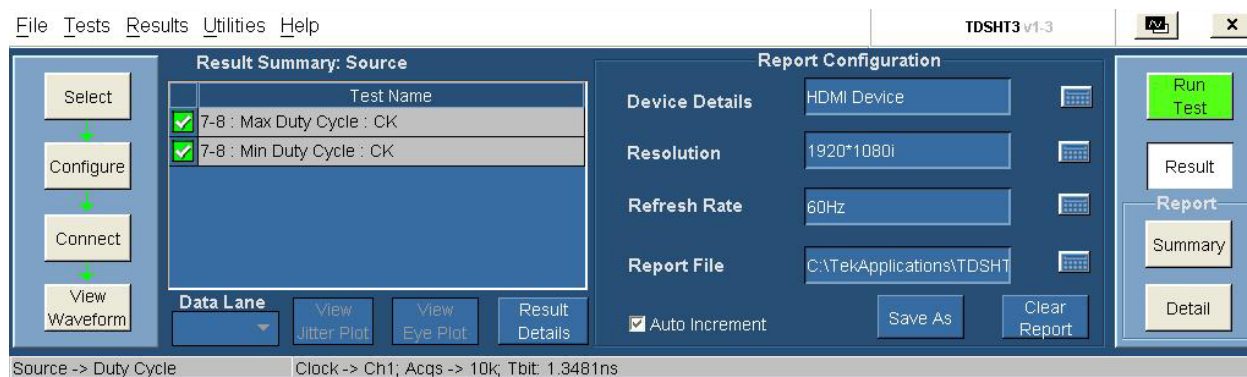 File Tests Results Utilities Help
TDSHT3 v1-3
x
Select
Configure
Connect
View
Waveform
Result Summary: Source
Test Name
7-8 : Max Duty Cycle : CK
7-8 : Min Duty Cycle : CK
Data Lane
View
Jitter Plot
View
Eye Plot
Result
Details
Report Configuration
Device Details
HDMI Device
Resolution
1920*1080i
Refresh Rate
60Hz
Report File
C:\TekApplications\TDSHT
Auto Increment
Save As
Clear
Report
Run
Test
Result
Report
Summary
Detail
Source -> Duty Cycle
Clock -> Ch1; Acqs -> 10k; Tbit: 1.3481ns